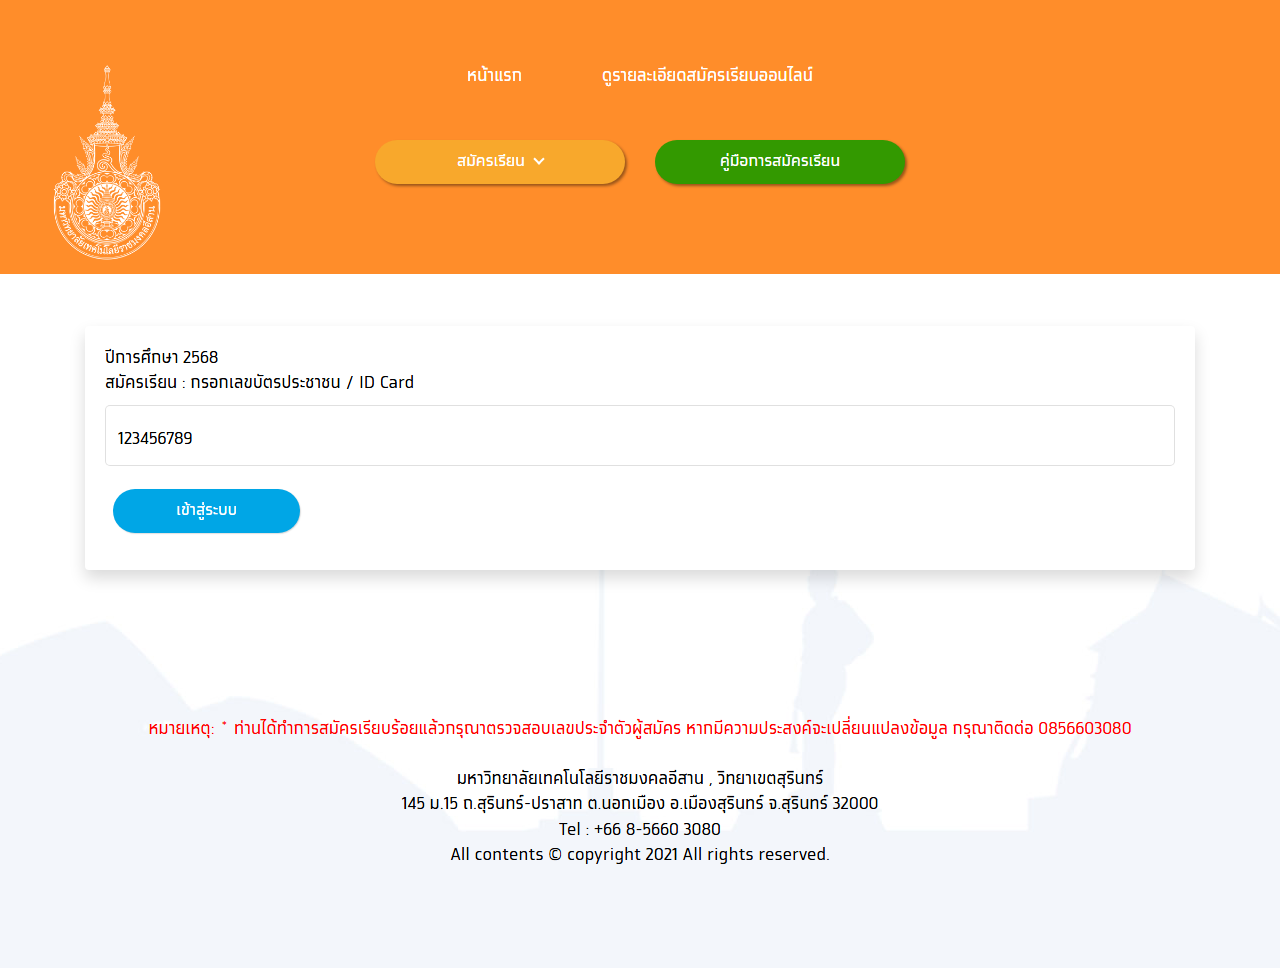 หน้าแรก
ดูรายละเอียดสมัครเรียนออนไลน์
สมัครเรียน
คู่มือการสมัครเรียน
มหาวิทยาลัยเทคโนโลยีราชมงคลอีสาน
ปีการศึกษา 2568
สมัครเรียน : กรอกเลขบัตรประชาชน / ID Card
123456789
เข้าสู่ระบบ
หมายเหตุ: * ท่านได้ทำการสมัครเรียบร้อยแล้วกรุณาตรวจสอบเลขประจำตัวผู้สมัคร หากมีความประสงค์จะเปลี่ยนแปลงข้อมูล กรุณาติดต่อ 0856603080
มหาวิทยาลัยเทคโนโลยีราชมงคลอีสาน , วิทยาเขตสุรินทร์
145 ม.15 ถ.สุรินทร์-ปราสาท ต.นอกเมือง อ.เมืองสุรินทร์ จ.สุรินทร์ 32000
Tel : +66 8-5660 3080
All contents © copyright 2021 All rights reserved.